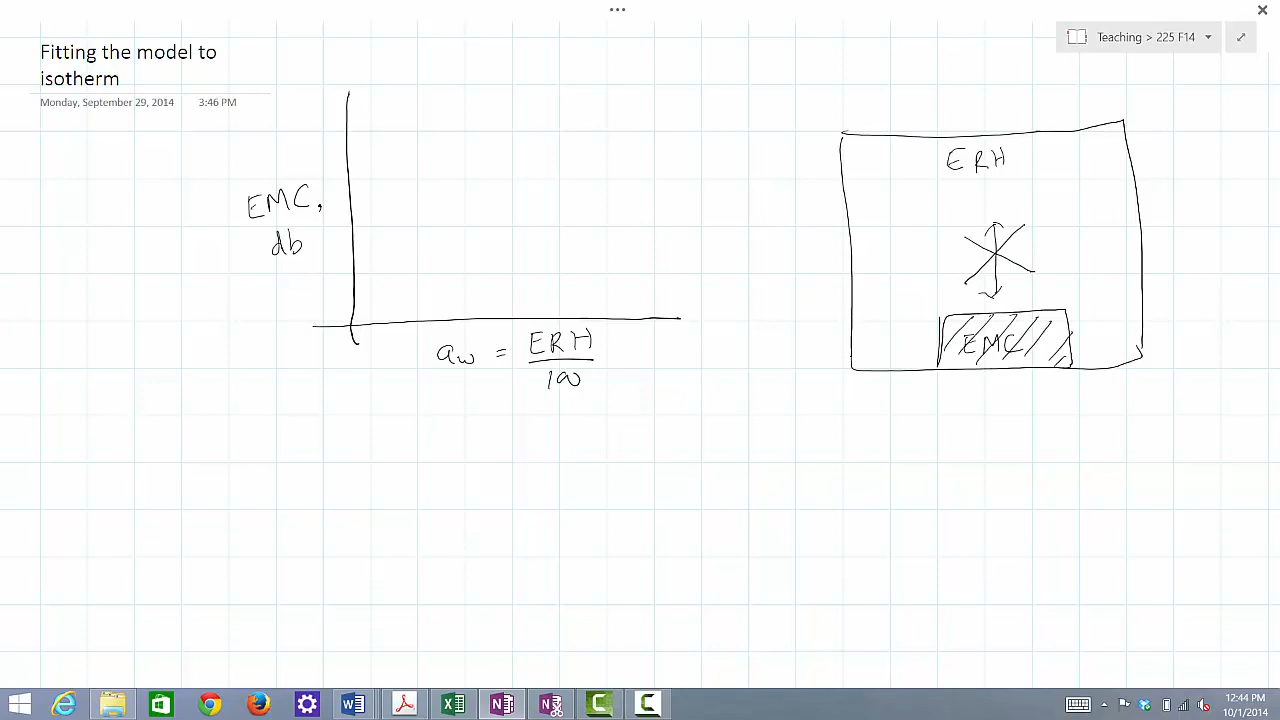 Teaching > 225 F14
Fitting the model to
isotherm
Monday, September 29, 2014 3:46 PM
EMC,
db
aw = ERH
100
ERH
EMC
12:44 PM
10/1/2014